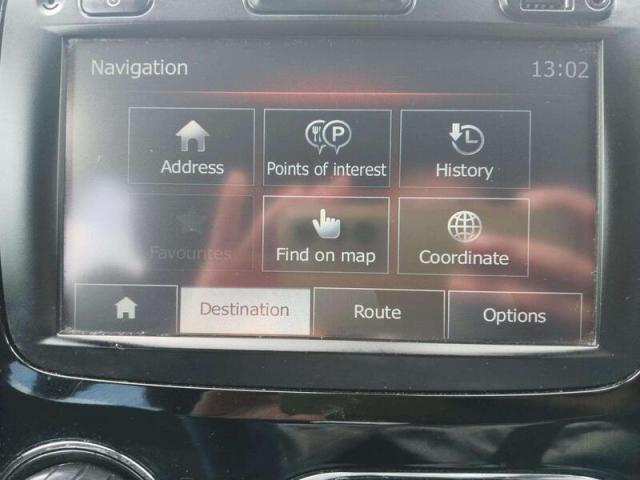 Navigation 13:02
Address Points of interest History
Favourites Find on map Coordinate
Destination Route Options